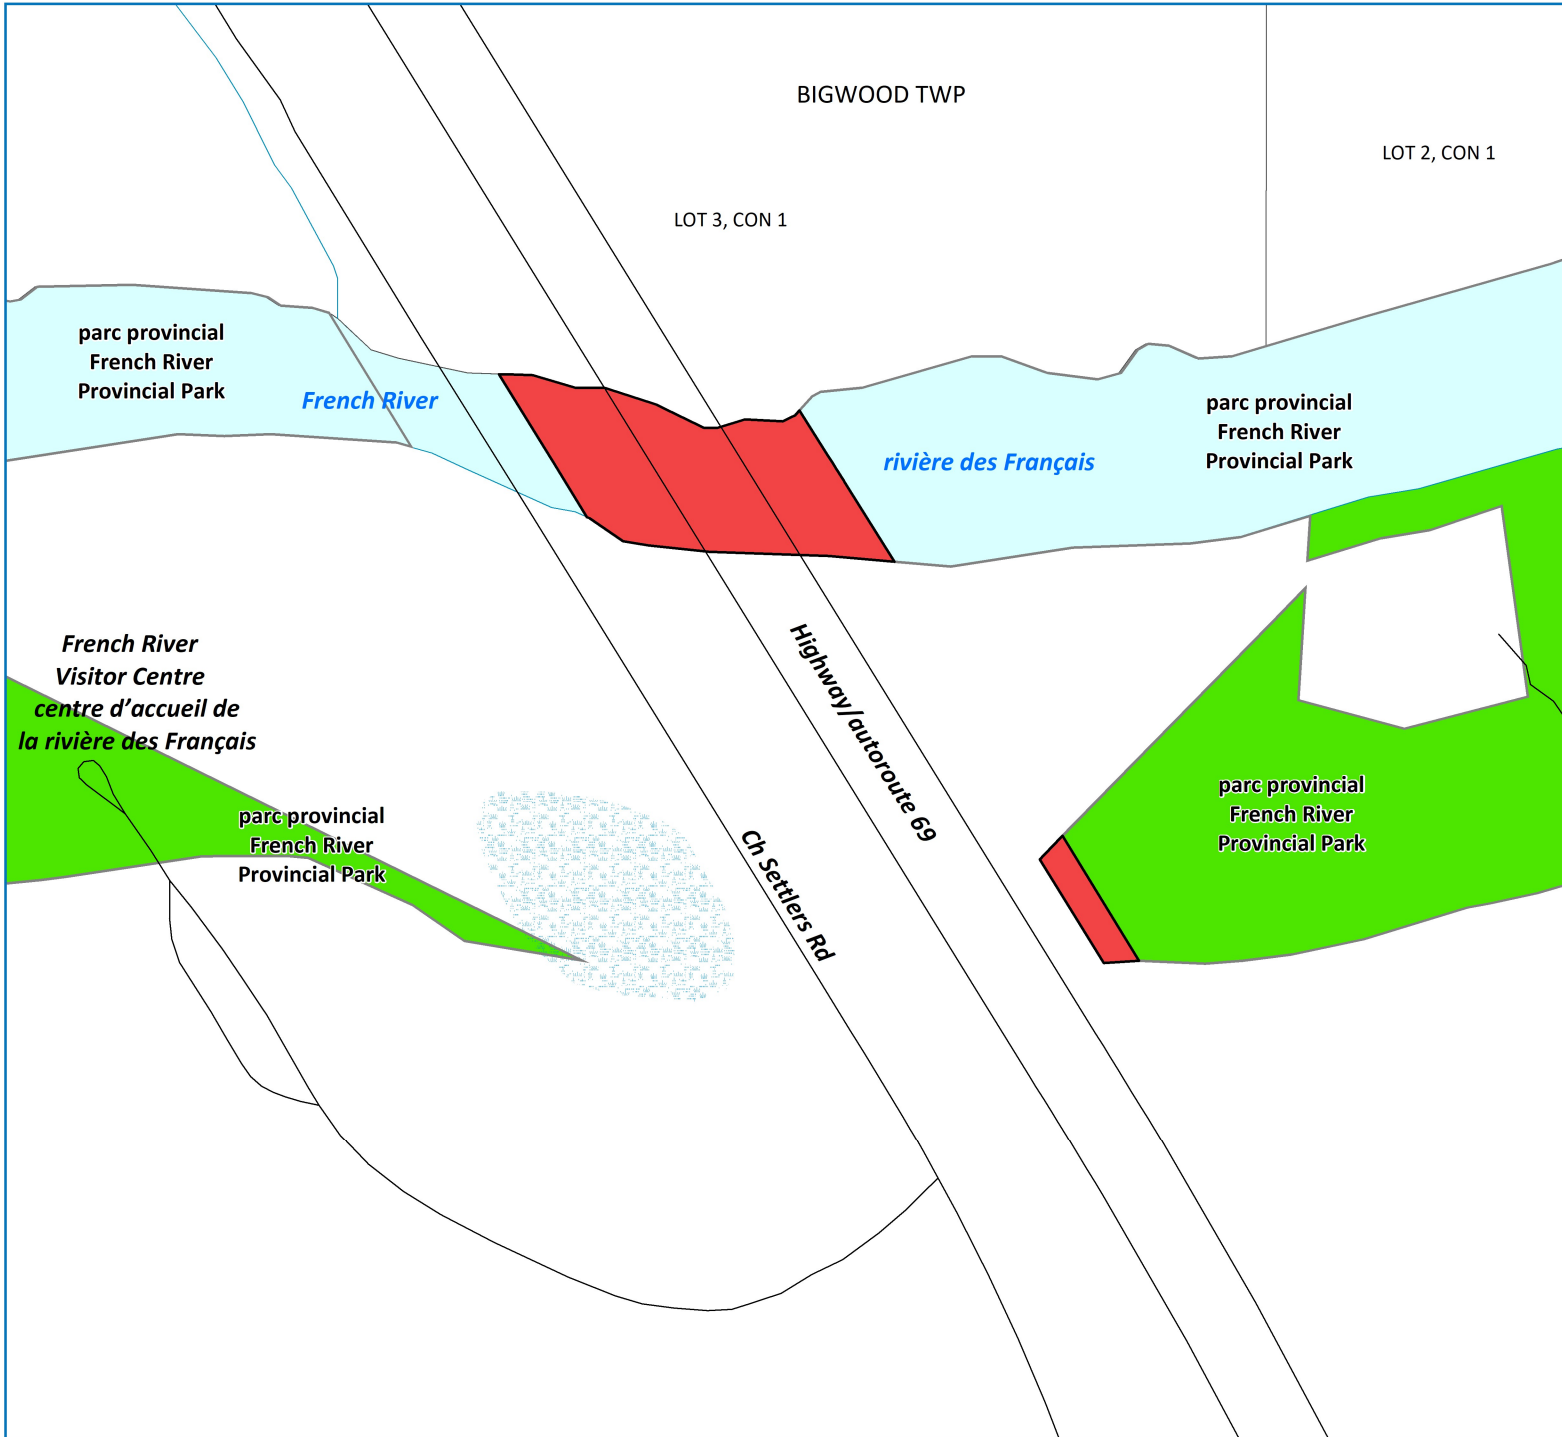 BIGWOOD TWP
LOT 2, CON 1
LOT 3, CON 1
parc provincial
French River
Provincial Park
French River
rivière des Français
parc provincial
French River
Provincial Park
French River
Visitor Centre
centre d’accueil de
la rivière des Français
Highway/autoroute 69
parc provincial
French River
Provincial Park
parc provincial
French River
Provincial Park
Ch Settlers Rd